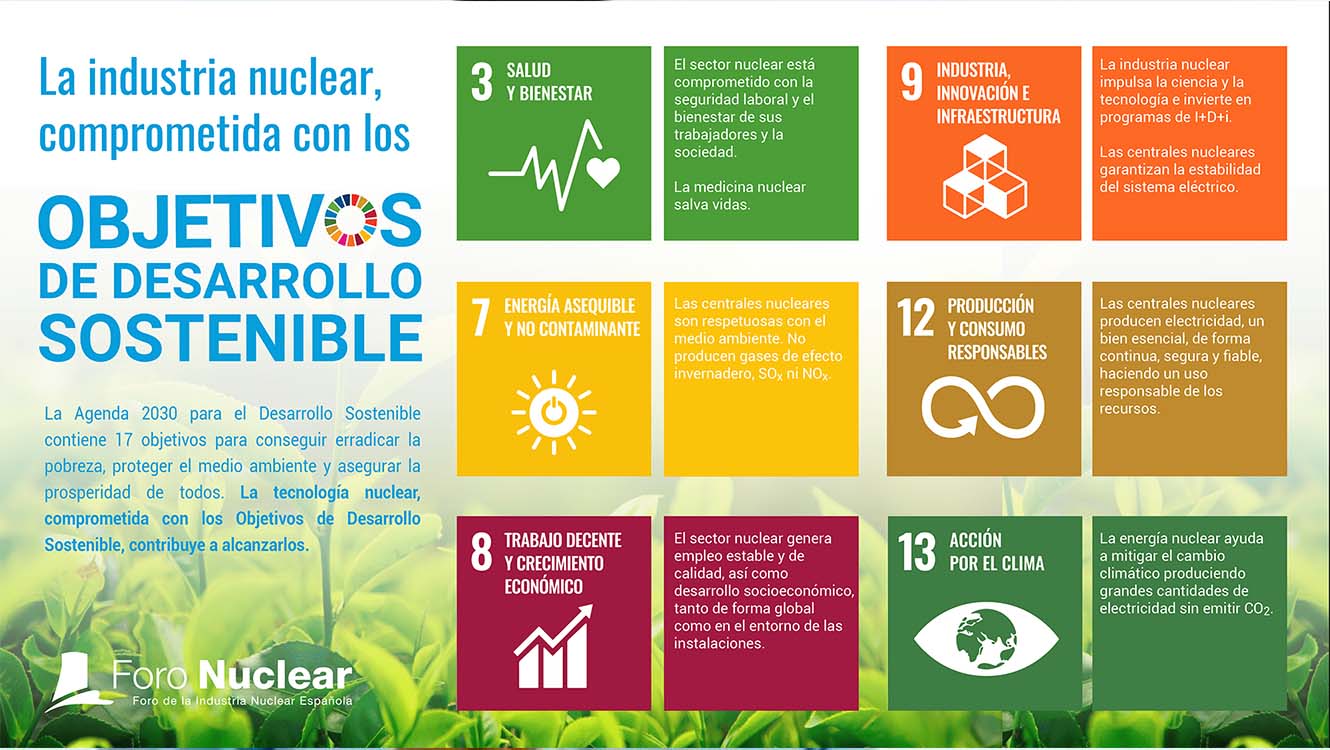 La industria nuclear,
comprometida con los
OBJETIVOS
DE DESARROLLO
SOSTENIBLE
La Agenda 2030 para el Desarrollo Sostenible
contiene 17 objetivos para conseguir erradicar la
pobreza, proteger el medio ambiente y asegurar la
prosperidad de todos. La tecnología nuclear,
comprometida con los Objetivos de Desarrollo
Sostenible, contribuye a alcanzarlos.
Foro Nuclear
Foro de la Industria Nuclear Española
3 SALUD
Y BIENESTAR
El sector nuclear está
comprometido con la
seguridad laboral y el
bienestar de sus
trabajadores y la
sociedad.
La medicina nuclear
salva vidas.
7 ENERGÍA ASEQUIBLE
Y NO CONTAMINANTE
Las centrales nucleares
son respetuosas con el
medio ambiente. No
producen gases de efecto
invernadero, SOx ni NOx.
8 TRABAJO DECENTE
Y CRECIMIENTO
ECONÓMICO
El sector nuclear genera
empleo estable y de
calidad, así como
desarrollo socioeconómico,
tanto de forma global
como en el entorno de las
instalaciones.
9 INDUSTRIA,
INNOVACIÓN E
INFRAESTRUCTURA
La industria nuclear
impulsa la ciencia y la
tecnología e invierte en
programas de I+D+i.
Las centrales nucleares
garantizan la estabilidad
del sistema eléctrico.
12 PRODUCCIÓN
Y CONSUMO
RESPONSABLES
Las centrales nucleares
producen electricidad, un
bien esencial, de forma
continua, segura y fiable,
haciendo un uso
responsable de los
recursos.
13 ACCIÓN
POR EL CLIMA
La energía nuclear ayuda
a mitigar el cambio
climático produciendo
grandes cantidades de
electricidad sin emitir CO₂.